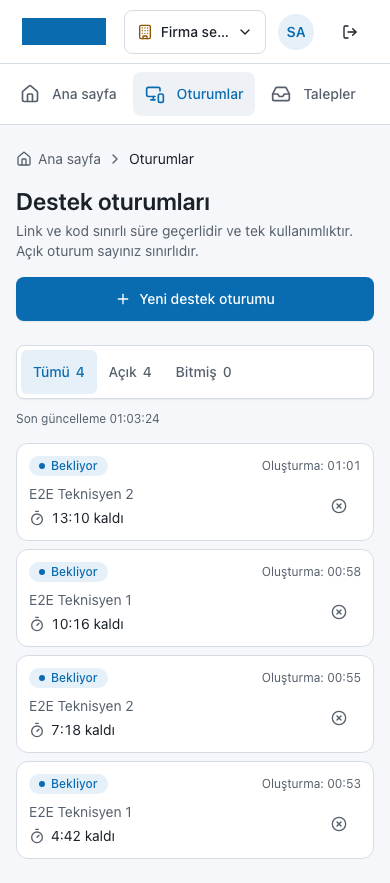 Firma se...
SA
Ana sayfa
Oturumlar
Talepler
Ana sayfa
Oturumlar
Destek oturumları
Link ve kod sınırlı süre geçerlidir ve tek kullanımlıktır.
Açık oturum sayınız sınırlıdır.
Yeni destek oturumu
Tümü 4
Açık 4
Bitmiş 0
Son güncelleme 01:03:24
Bekliyor
Oluşturma: 01:01
E2E Teknisyen 2
13:10 kaldı
Bekliyor
Oluşturma: 00:58
E2E Teknisyen 1
10:16 kaldı
Bekliyor
Oluşturma: 00:55
E2E Teknisyen 2
7:18 kaldı
Bekliyor
Oluşturma: 00:53
E2E Teknisyen 1
4:42 kaldı